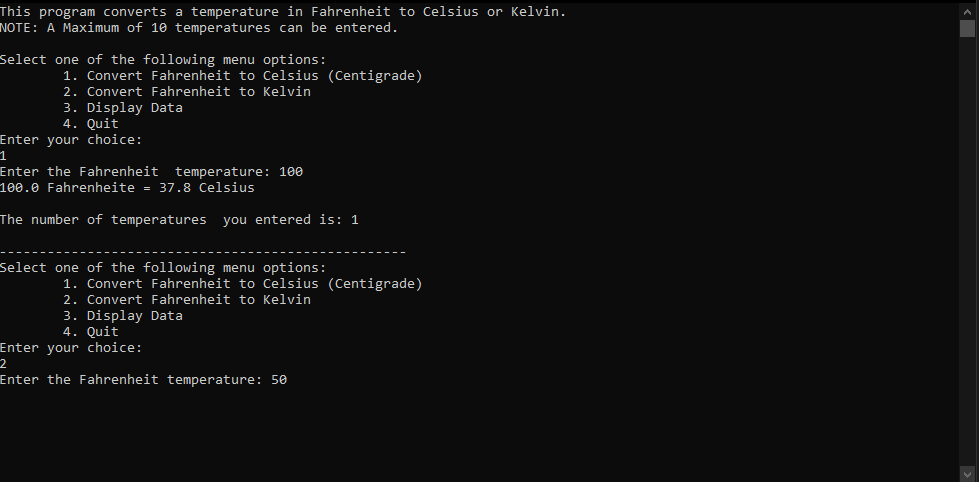 This program converts a temperature in Fahrenheit to Celsius or Kelvin.
NOTE: A Maximum of 10 temperatures can be entered.
Select one of the following menu options:
1. Convert Fahrenheit to Celsius (Centigrade)
2. Convert Fahrenheit to Kelvin
3. Display Data
4. Quit
Enter your choice:
1
Enter the Fahrenheit  temperature: 100
100.0 Fahrenheite = 37.8 Celsius
The number of temperatures  you entered is: 1
---------------------------------------------------
Select one of the following menu options:
1. Convert Fahrenheit to Celsius (Centigrade)
2. Convert Fahrenheit to Kelvin
3. Display Data
4. Quit
Enter your choice:
2
Enter the Fahrenheit temperature: 50